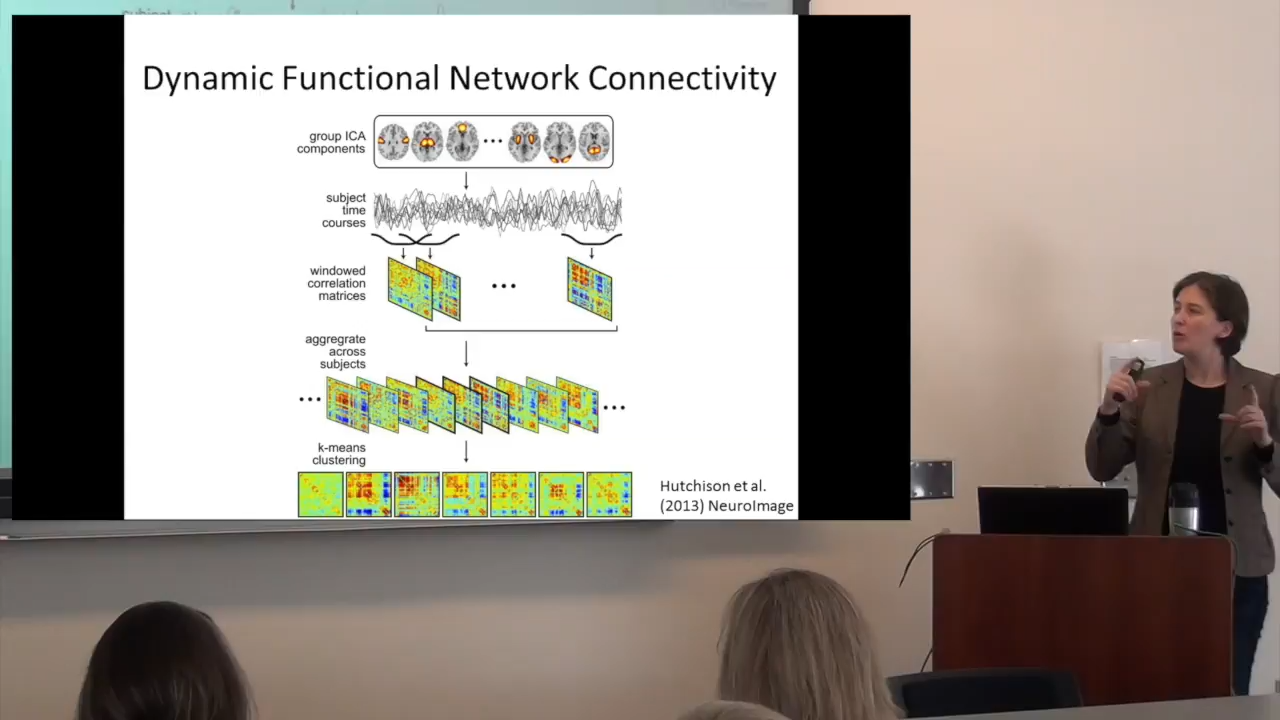 Dynamic Functional Network Connectivity
group ICA
components
subject
time
courses
windowed
correlation
matrices
aggregate
across
subjects
k-means
clustering
Hutchison et al.
(2013) NeuroImage